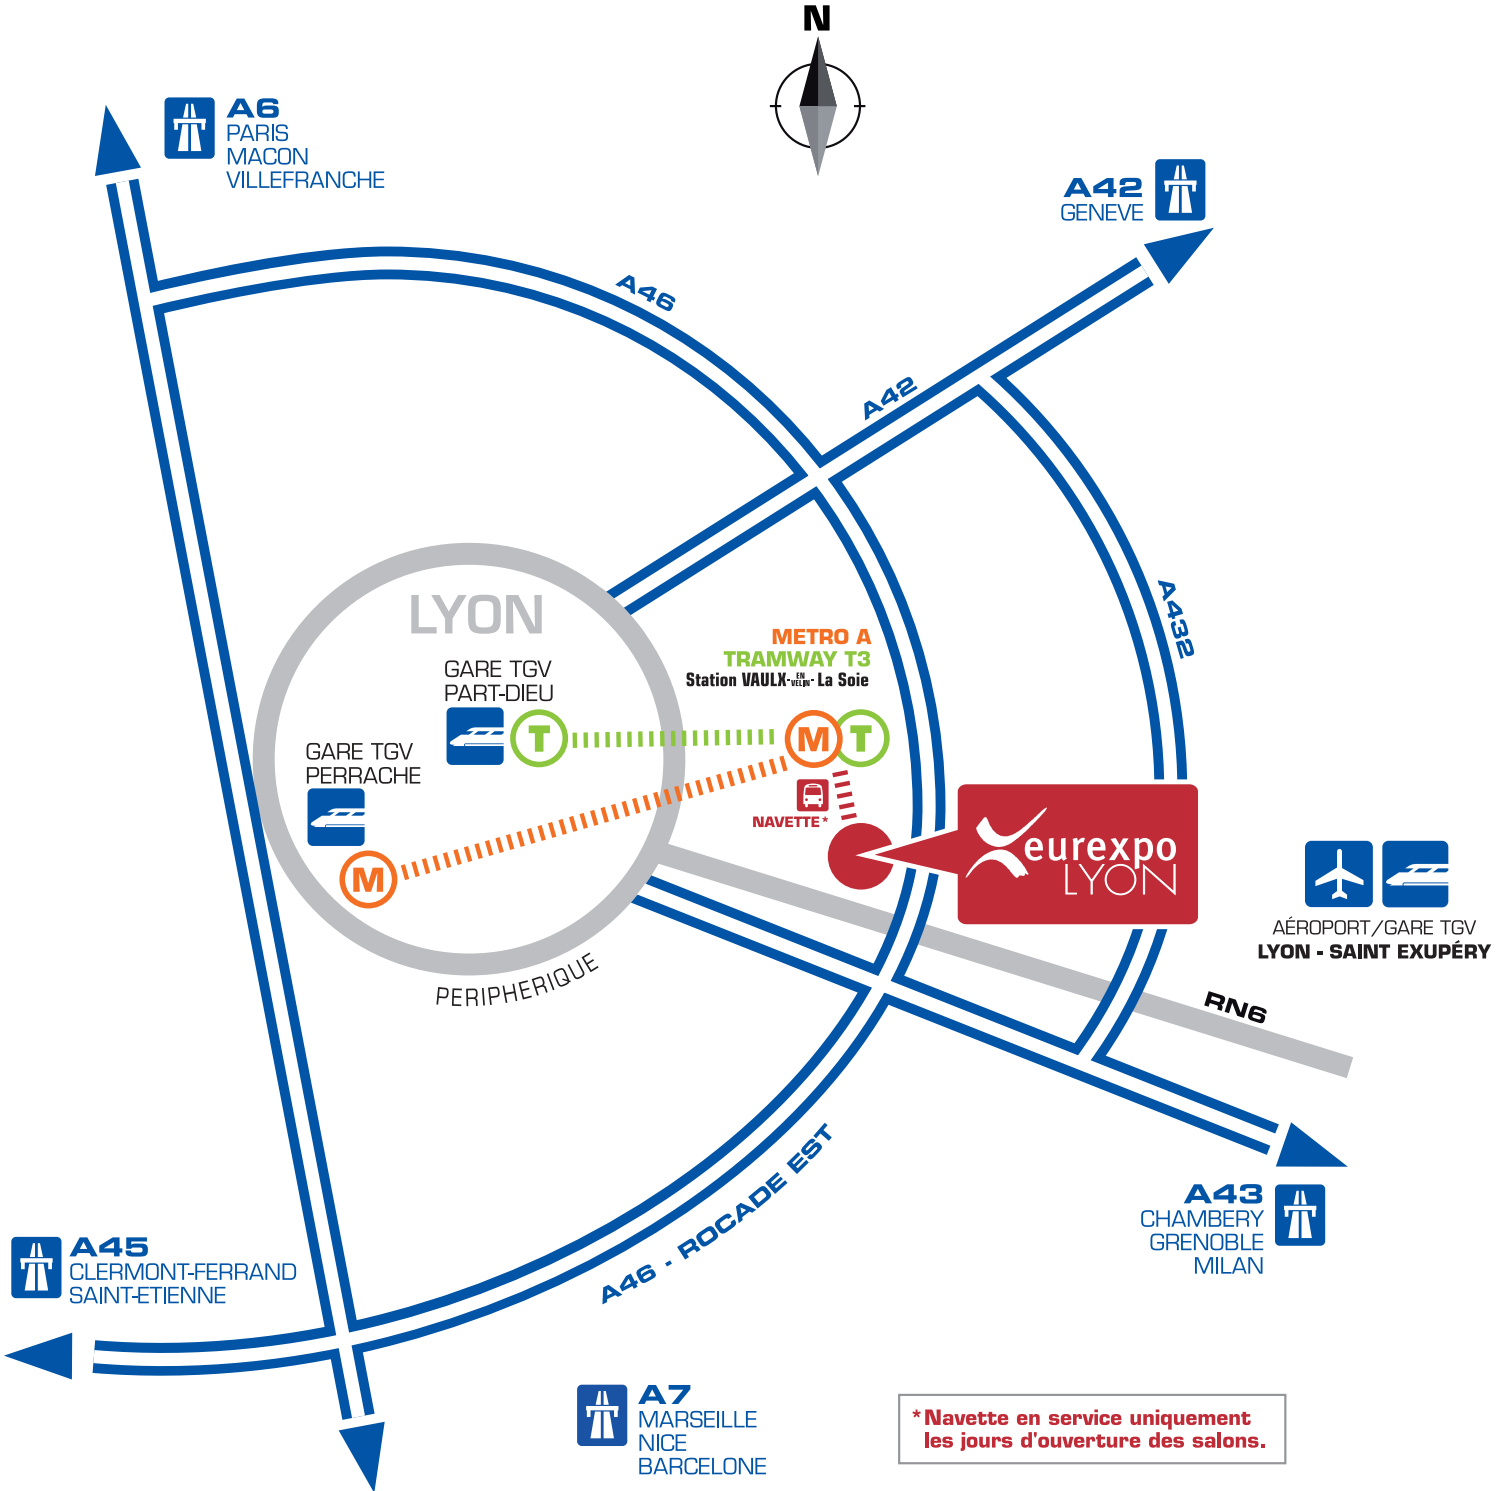 N
A6
PARIS
MACON
VILLEFRANCHE
A42
GENEVE
A46
A42
A432
LYON
METRO A
TRAMWAY T3
Station VAULX-EN VELIN- La Soie
GARE TGV
PART-DIEU
T
M
T
GARE TGV
PERRACHE
M
NAVETTE*
eurexpo
LYON
AÉROPORT/GARE TGV
LYON - SAINT EXUPÉRY
PERIPHERIQUE
RN6
A46 - ROCADE EST
A43
CHAMBERY
GRENOBLE
MILAN
A45
CLERMONT-FERRAND
SAINT-ETIENNE
A7
MARSEILLE
NICE
BARCELONE
*Navette en service uniquement
les jours d'ouverture des salons.